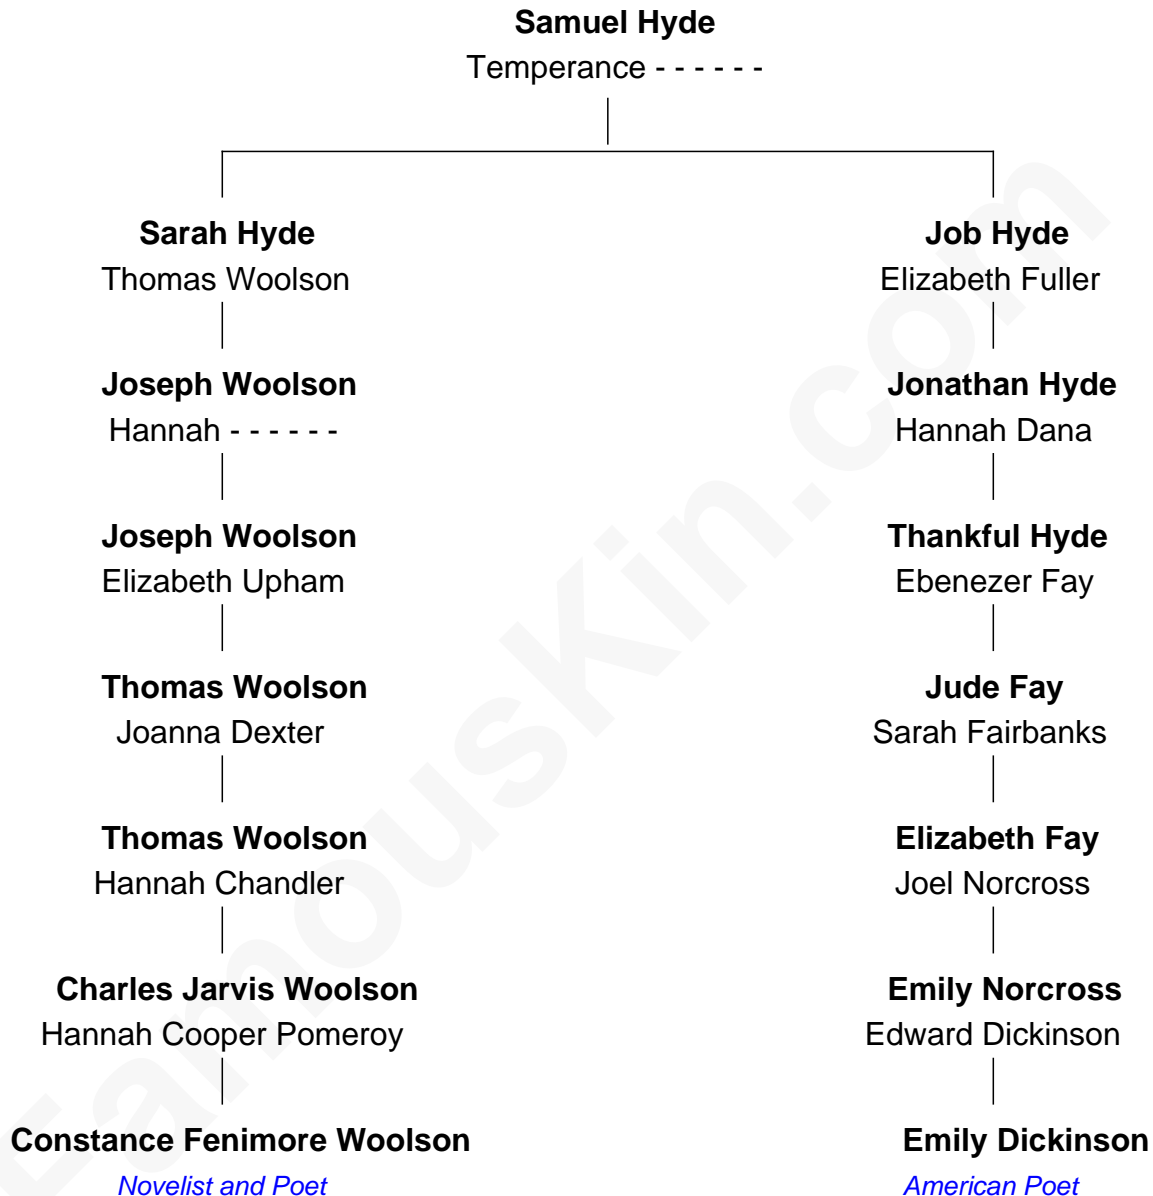 Samuel Hyde
Temperance - - - - - -
Sarah Hyde Job Hyde
Thomas Woolson Elizabeth Fuller
Joseph Woolson Jonathan Hyde
Hannah - - - - - - Hannah Dana
Joseph Woolson Thankful Hyde
Elizabeth Upham Ebenezer Fay
Thomas Woolson Jude Fay
Joanna Dexter Sarah Fairbanks
Thomas Woolson Elizabeth Fay
Hannah Chandler Joel Norcross
Charles Jarvis Woolson Emily Norcross
Hannah Cooper Pomeroy Edward Dickinson
Constance Fenimore Woolson Emily Dickinson
Novelist and Poet American Poet
FamousKin.com